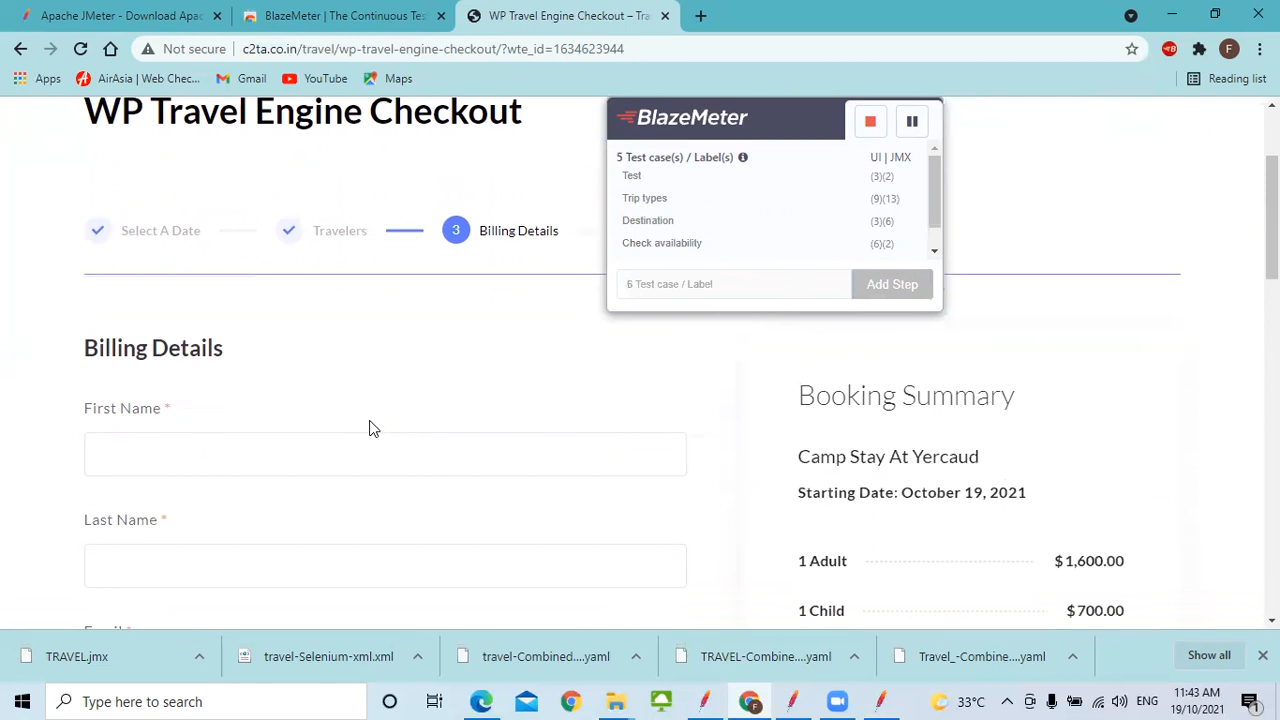 Apache JMeter - Download Apac
BlazeMeter | The Continuous Tes
WP Travel Engine Checkout – Tra
Not secure
c2ta.co.in/travel/wp-travel-engine-checkout/?wte_id=1634623944
F
Apps
AirAsia | Web Chec...
Gmail
YouTube
Maps
Reading list
WP Travel Engine Checkout
BlazeMeter
5 Test case(s) / Label(s)
UI | JMX
Test
(3)(2)
Trip types
(9)(13)
Destination
(3)(6)
Check availability
(6)(2)
6 Test case / Label
Add Step
Select A Date
Travelers
3
Billing Details
Billing Details
First Name *
Booking Summary
Camp Stay At Yercaud
Starting Date: October 19, 2021
Last Name *
1 Adult
$ 1,600.00
1 Child
$ 700.00
Email *
TRAVEL.jmx
travel-Selenium-xml.xml
travel-Combined....yaml
TRAVEL-Combine....yaml
Travel_-Combine....yaml
Show all
Type here to search
33°C
ENG
11:43 AM
19/10/2021